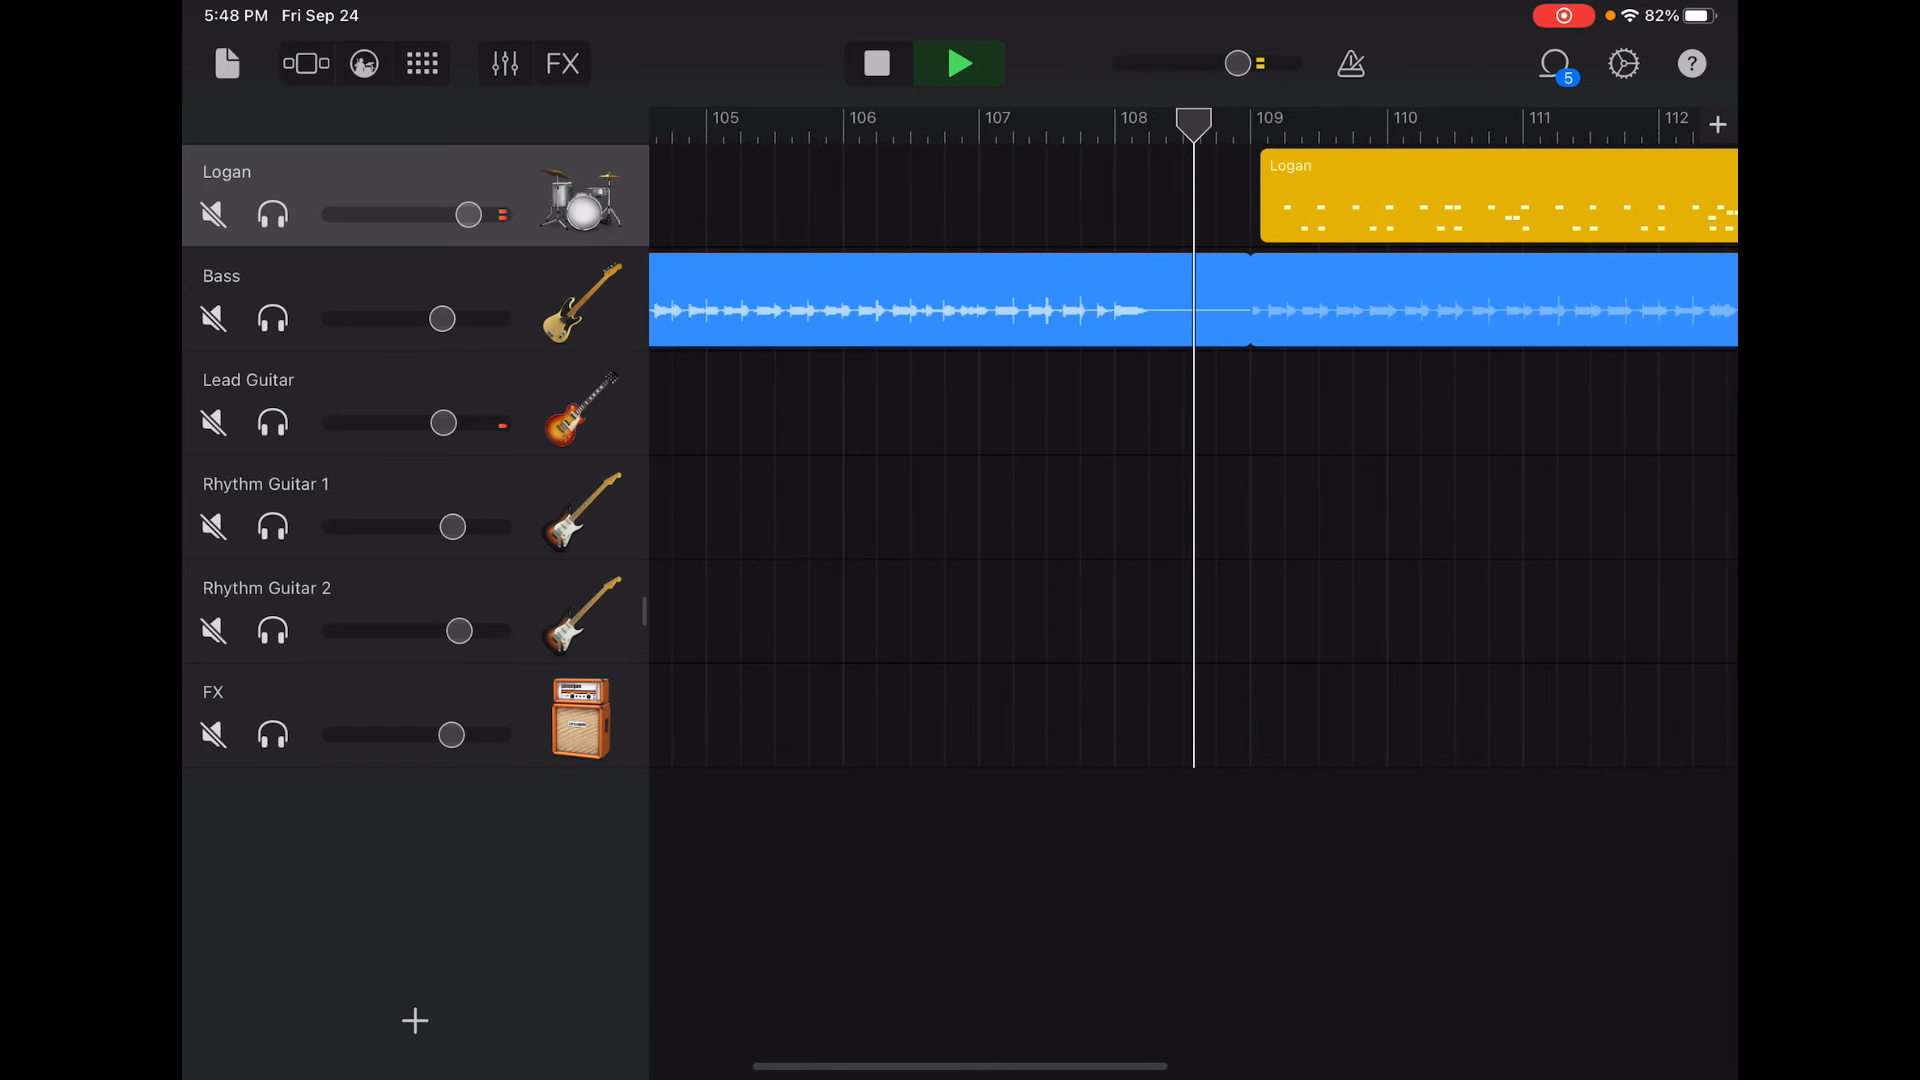 5:48 PM Fri Sep 24
82%
FX
5
?
105 106 107 108 109 110 111 112
Logan
Logan
Bass
Lead Guitar
Rhythm Guitar 1
Rhythm Guitar 2
FX